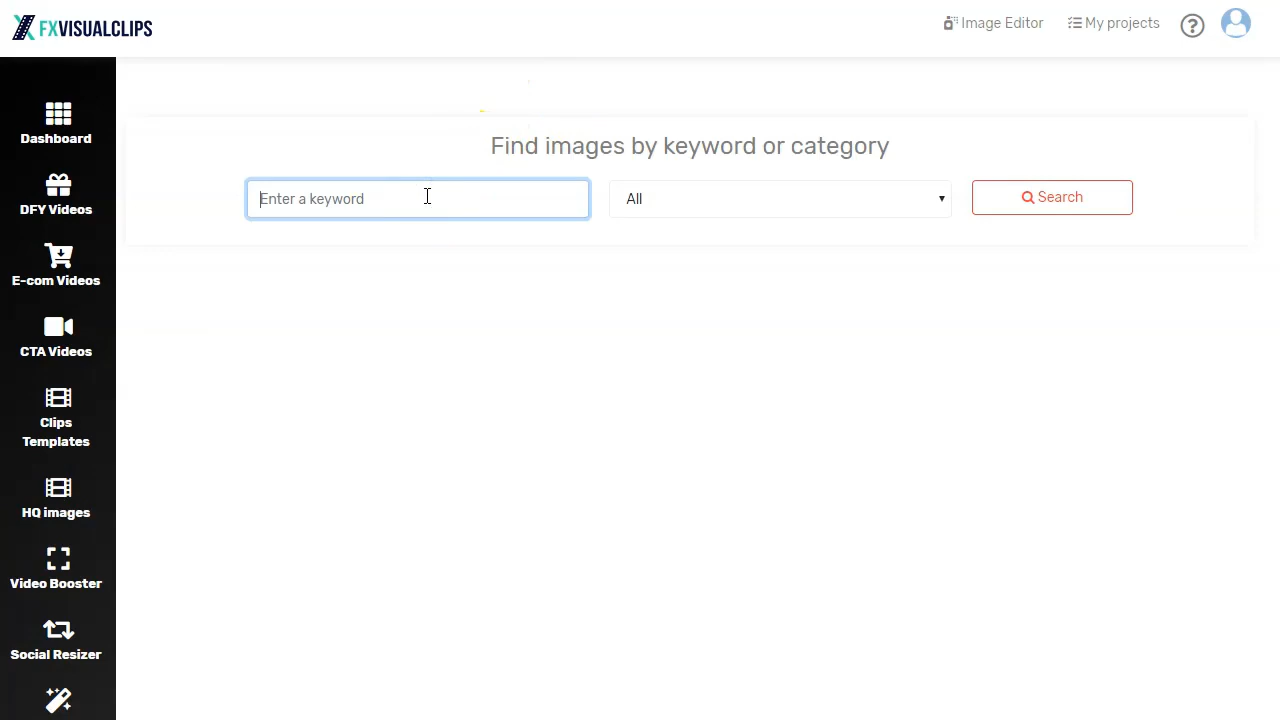 FXVISUALCLIPS
Image Editor
My projects
Dashboard
DFY Videos
E-com Videos
CTA Videos
Clips
Templates
HQ images
Video Booster
Social Resizer
Find images by keyword or category
Enter a keyword
All
Search